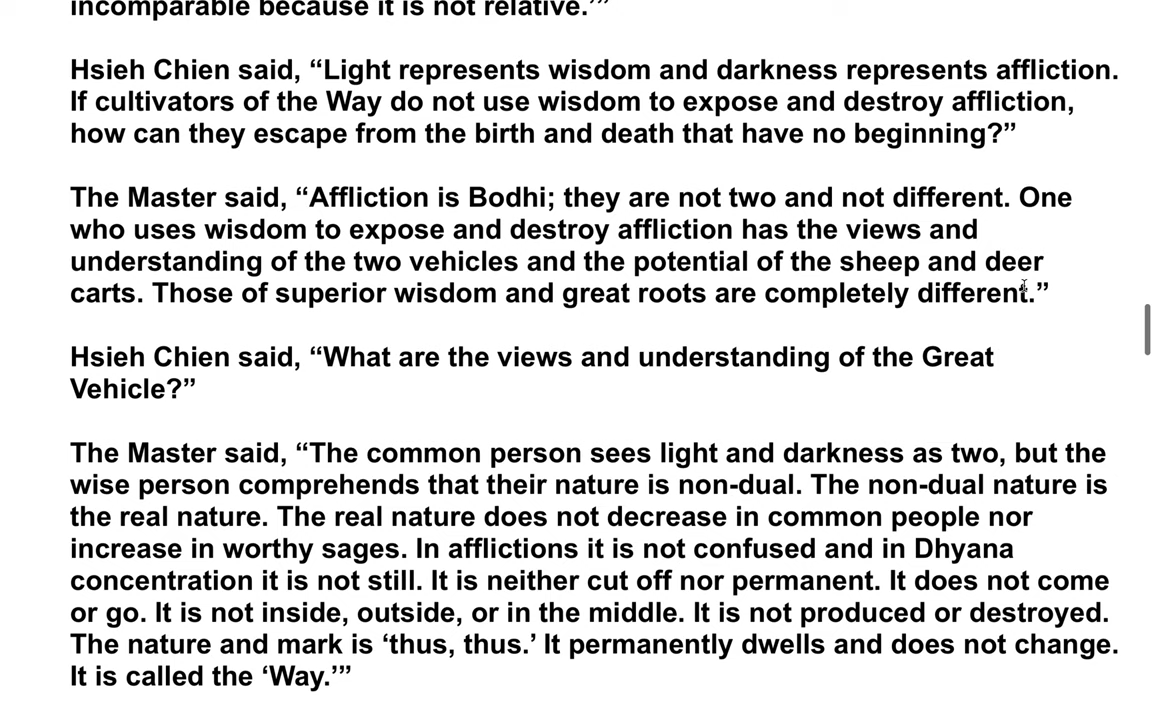 incomparable because it is not relative.’”
Hsieh Chien said, “Light represents wisdom and darkness represents affliction.
If cultivators of the Way do not use wisdom to expose and destroy affliction,
how can they escape from the birth and death that have no beginning?”
The Master said, “Affliction is Bodhi; they are not two and not different. One
who uses wisdom to expose and destroy affliction has the views and
understanding of the two vehicles and the potential of the sheep and deer
carts. Those of superior wisdom and great roots are completely different.”
Hsieh Chien said, “What are the views and understanding of the Great
Vehicle?”
The Master said, “The common person sees light and darkness as two, but the
wise person comprehends that their nature is non-dual. The non-dual nature is
the real nature. The real nature does not decrease in common people nor
increase in worthy sages. In afflictions it is not confused and in Dhyana
concentration it is not still. It is neither cut off nor permanent. It does not come
or go. It is not inside, outside, or in the middle. It is not produced or destroyed.
The nature and mark is ‘thus, thus.’ It permanently dwells and does not change.
It is called the ‘Way.’”